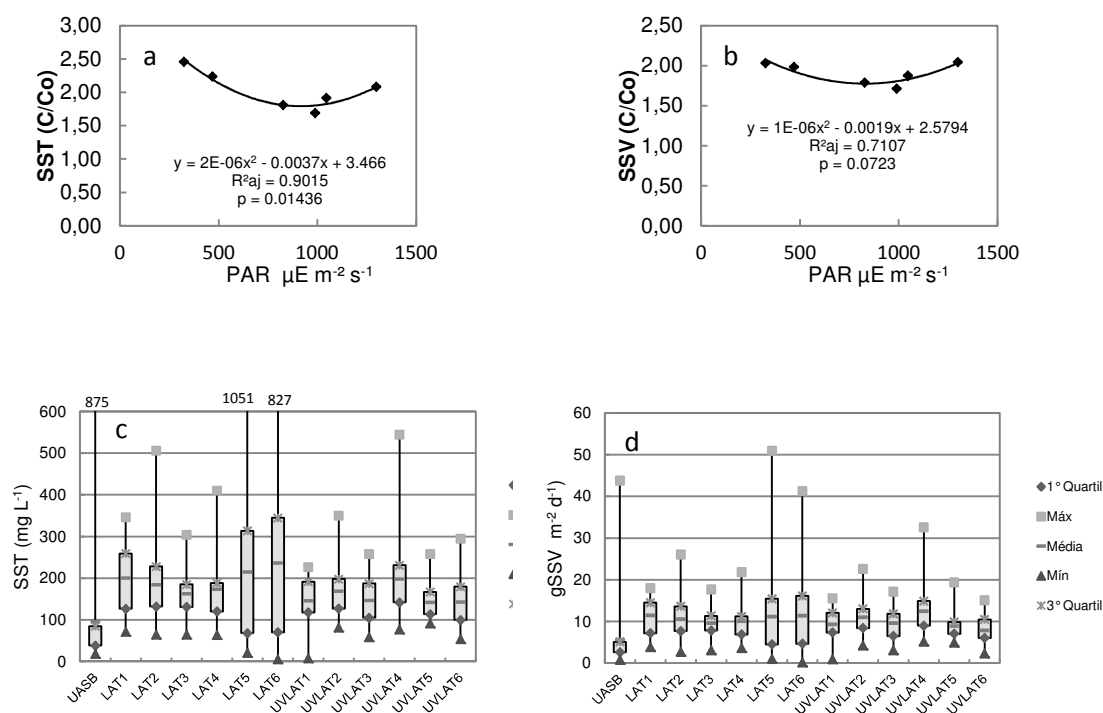 3,00
2,50
2,00
1,50
1,00
0,50
0,00
SST (C/Co)
a
y = 2E-06x² - 0.0037x + 3.466
R²aj = 0.9015
p = 0.01436
0 500 1000 1500
PAR µE m-² s-¹
2,50
2,00
1,50
1,00
0,50
0,00
SSV (C/Co)
b
y = 1E-06x² - 0.0019x + 2.5794
R²aj = 0.7107
p = 0.0723
0 500 1000 1500
PAR µE m-² s-¹
875 1051 827
600
500
400
300
200
100
0
SST (mg L-¹)
c
UASB LAT1 LAT2 LAT3 LAT4 LAT5 LAT6 UVLAT1 UVLAT2 UVLAT3 UVLAT4 UVLAT5 UVLAT6
60
50
40
30
20
10
0
gSSV m-² d-¹)
d
UASB LAT1 LAT2 LAT3 LAT4 LAT5 LAT6 UVLAT1 UVLAT2 UVLAT3 UVLAT4 UVLAT5 UVLAT6
1° Quartil
Máx
Média
Mín
3° Quartil